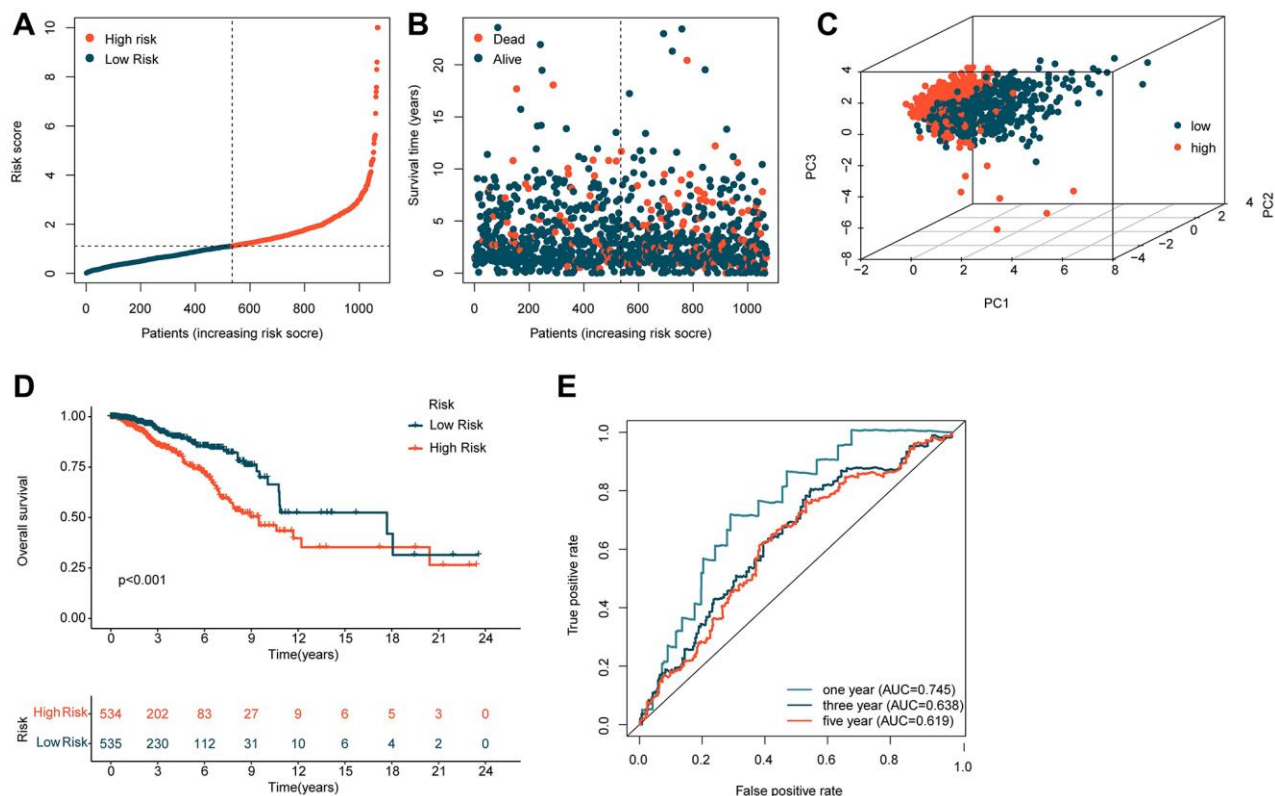 A
High risk
Low Risk
Risk score
10
8
6
4
2
0
0 200 400 600 800 1000
Patients (increasing risk socre)
B
Dead
Alive
Survival time (years)
20
15
10
5
0
0 200 400 600 800 1000
Patients (increasing risk socre)
C
low
high
PC3
4
2
0
−2
−4
−6
−8
−2 0 2 4 6 8
PC1
−4
−2
0
2
4
PC2
D
Risk
Low Risk
High Risk
Overall survival
1.00
0.75
0.50
0.25
0.00
p<0.001
0 3 6 9 12 15 18 21 24
Time(years)
Risk
High Risk 534 202 83 27 9 6 5 3 0
Low Risk 535 230 112 31 10 6 4 2 0
0 3 6 9 12 15 18 21 24
Time(years)
E
True positive rate
1.0
0.8
0.6
0.4
0.2
0.0
one year (AUC=0.745)
three year (AUC=0.638)
five year (AUC=0.619)
0.0 0.2 0.4 0.6 0.8 1.0
False positive rate